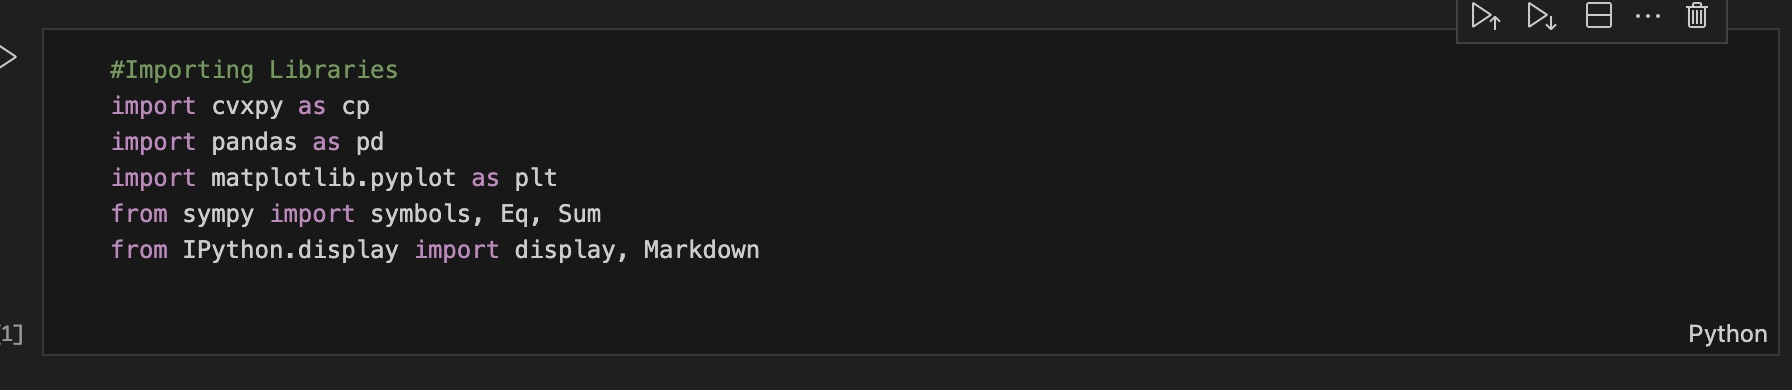 #Importing Libraries
import cvxpy as cp
import pandas as pd
import matplotlib.pyplot as plt
from sympy import symbols, Eq, Sum
from IPython.display import display, Markdown
1]
Python